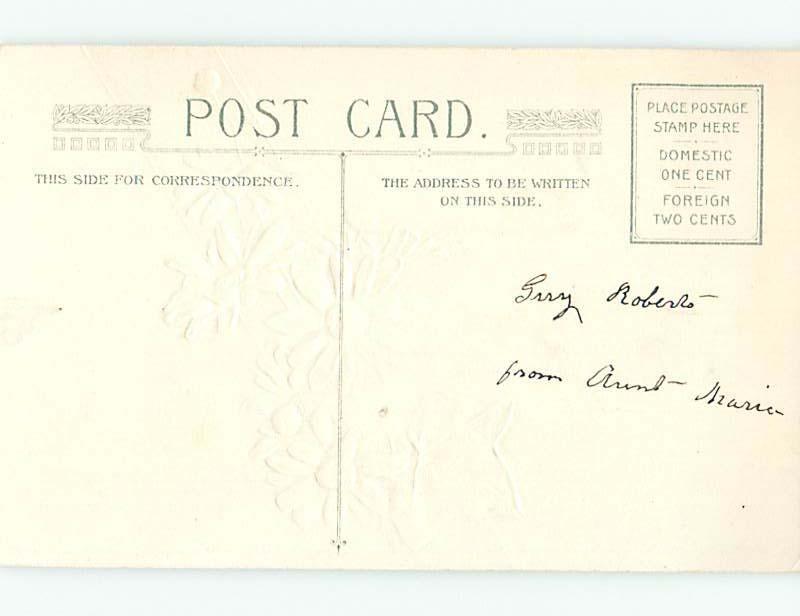 POST CARD.
THIS SIDE FOR CORRESPONDENCE.
THE ADDRESS TO BE WRITTEN
ON THIS SIDE.
PLACE POSTAGE
STAMP HERE
DOMESTIC
ONE CENT
FOREIGN
TWO CENTS
Roberts
from Aunt Maria